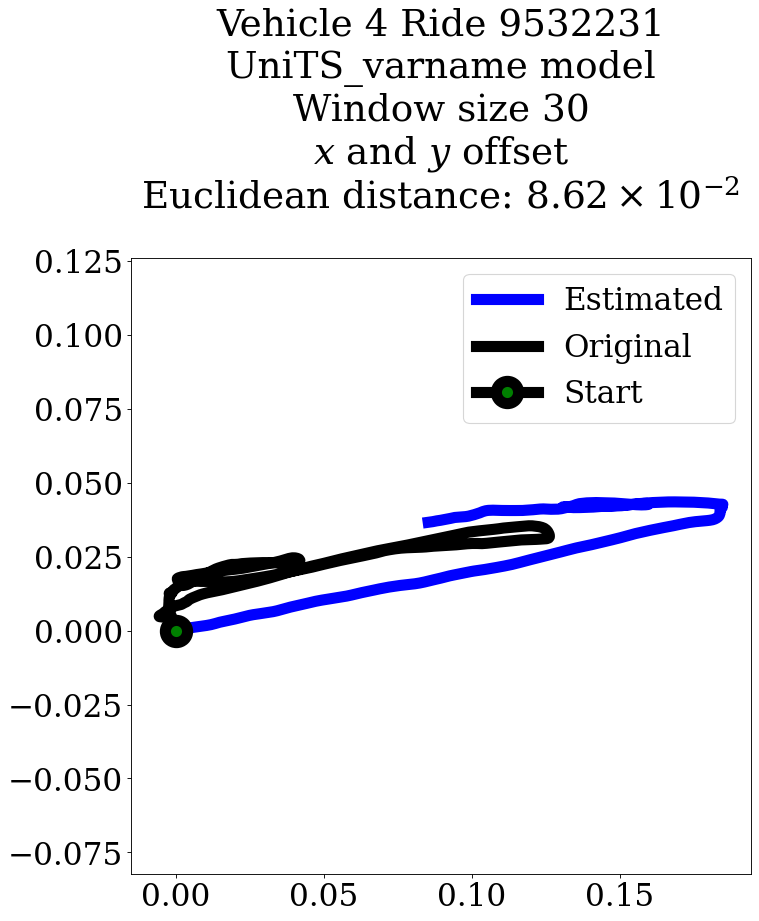 Vehicle 4 Ride 9532231
UniTS_varname model
Window size 30
x and y offset
Euclidean distance: 8.62 × 10⁻²
Estimated
Original
Start
0.125
0.100
0.075
0.050
0.025
0.000
−0.025
−0.050
−0.075
0.00 0.05 0.10 0.15